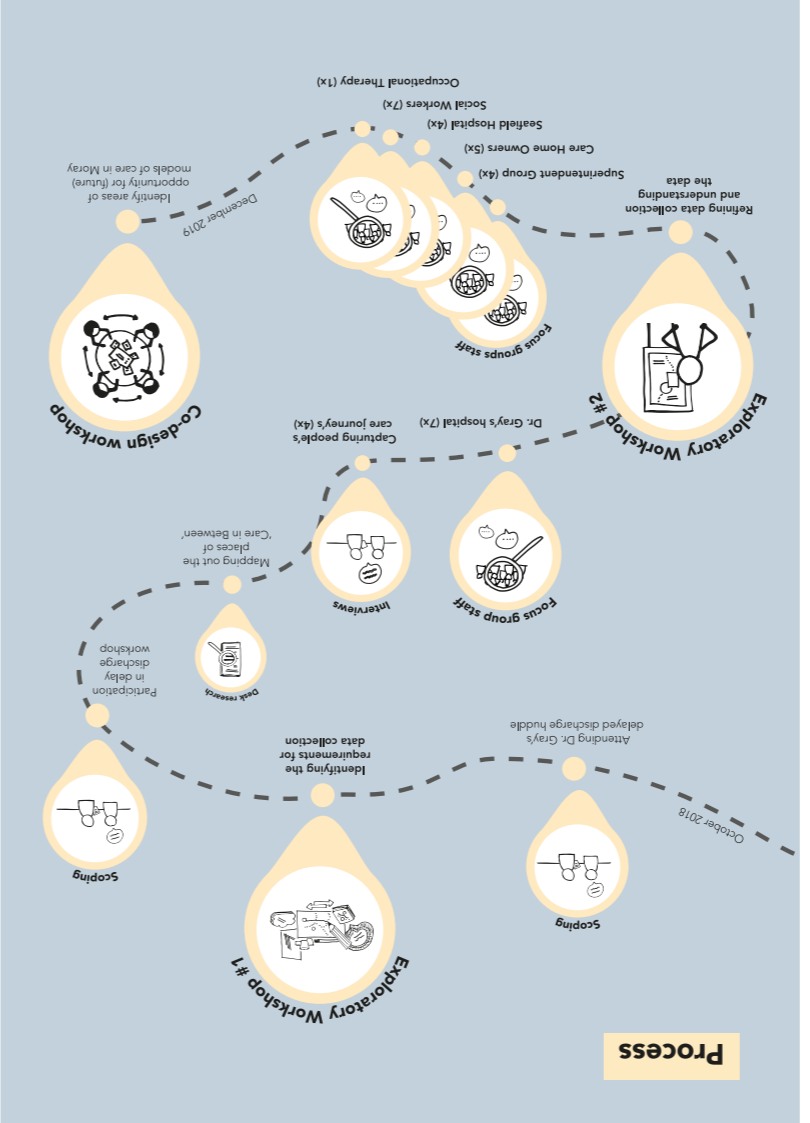 Process
October 2018
Scoping
Attending Dr. Gray's
delayed discharge huddle
Exploratory Workshop #1
Identifying the
requirements for
data collection
Scoping
Participation
in delay
discharge
workshop
Desk research
Mapping out the
places of
'Care in Between'
Interviews
Capturing people's
care journey's (4x)
Focus group staff
Dr. Gray's hospital (7x)
Exploratory Workshop #2
Refining data collection
and understanding
the data
Focus groups staff
Superintendent Group (4x)
Care Home Owners (5x)
Seafield Hospital (4x)
Social Workers (7x)
Occupational Therapy (1x)
December 2019
Co-design workshop
Identify areas of
opportunity for (future)
models of care in Moray